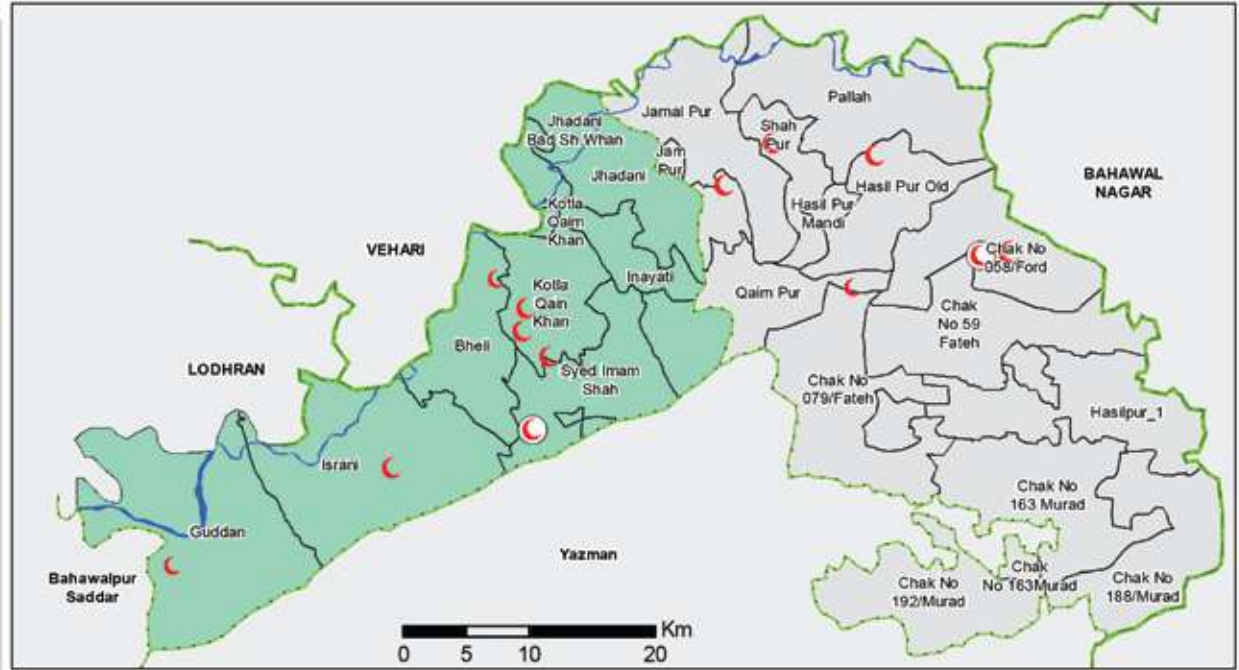 Pallah
Jamal Pur
Jhadani
Bad Sh Whan
Shah
Pur
Jam
Pur
Jhadani
BAHAWAL
NAGAR
Hasil Pur Old
Kotla
Qaim
Khan
Hasil Pur
Mandi
VEHARI
Chak No
058/Ford
Inayati
Kotla
Qain
Khan
Qaim Pur
Chak
No 59
Fateh
Bheli
Syed Imam
Shah
LODHRAN
Chak No
079/Fateh
Hasilpur_1
Israni
Chak No
163 Murad
Guddan
Yazman
Bahawalpur
Saddar
Chak
No 163Murad
Chak No
192/Murad
Chak No
188/Murad
Km
0 5 10 20